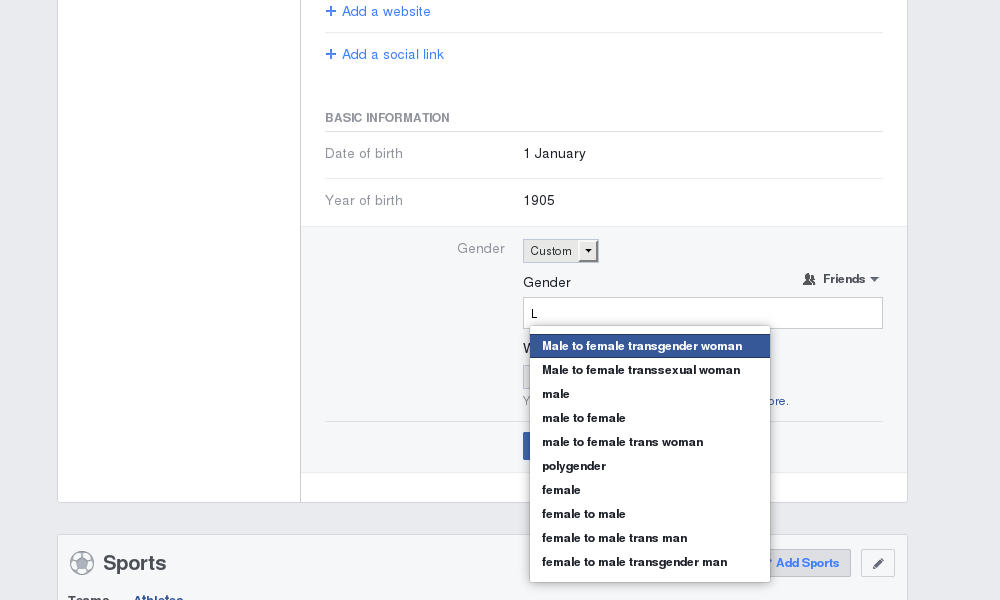 + Add a website
+ Add a social link
BASIC INFORMATION
Date of birth 1 January
Year of birth 1905
Gender Custom
Gender Friends
L
Male to female transgender woman
Male to female transsexual woman
male
male to female
male to female trans woman
polygender
female
female to male
female to male trans man
female to male transgender man
Sports Add Sports
Teams Athletes